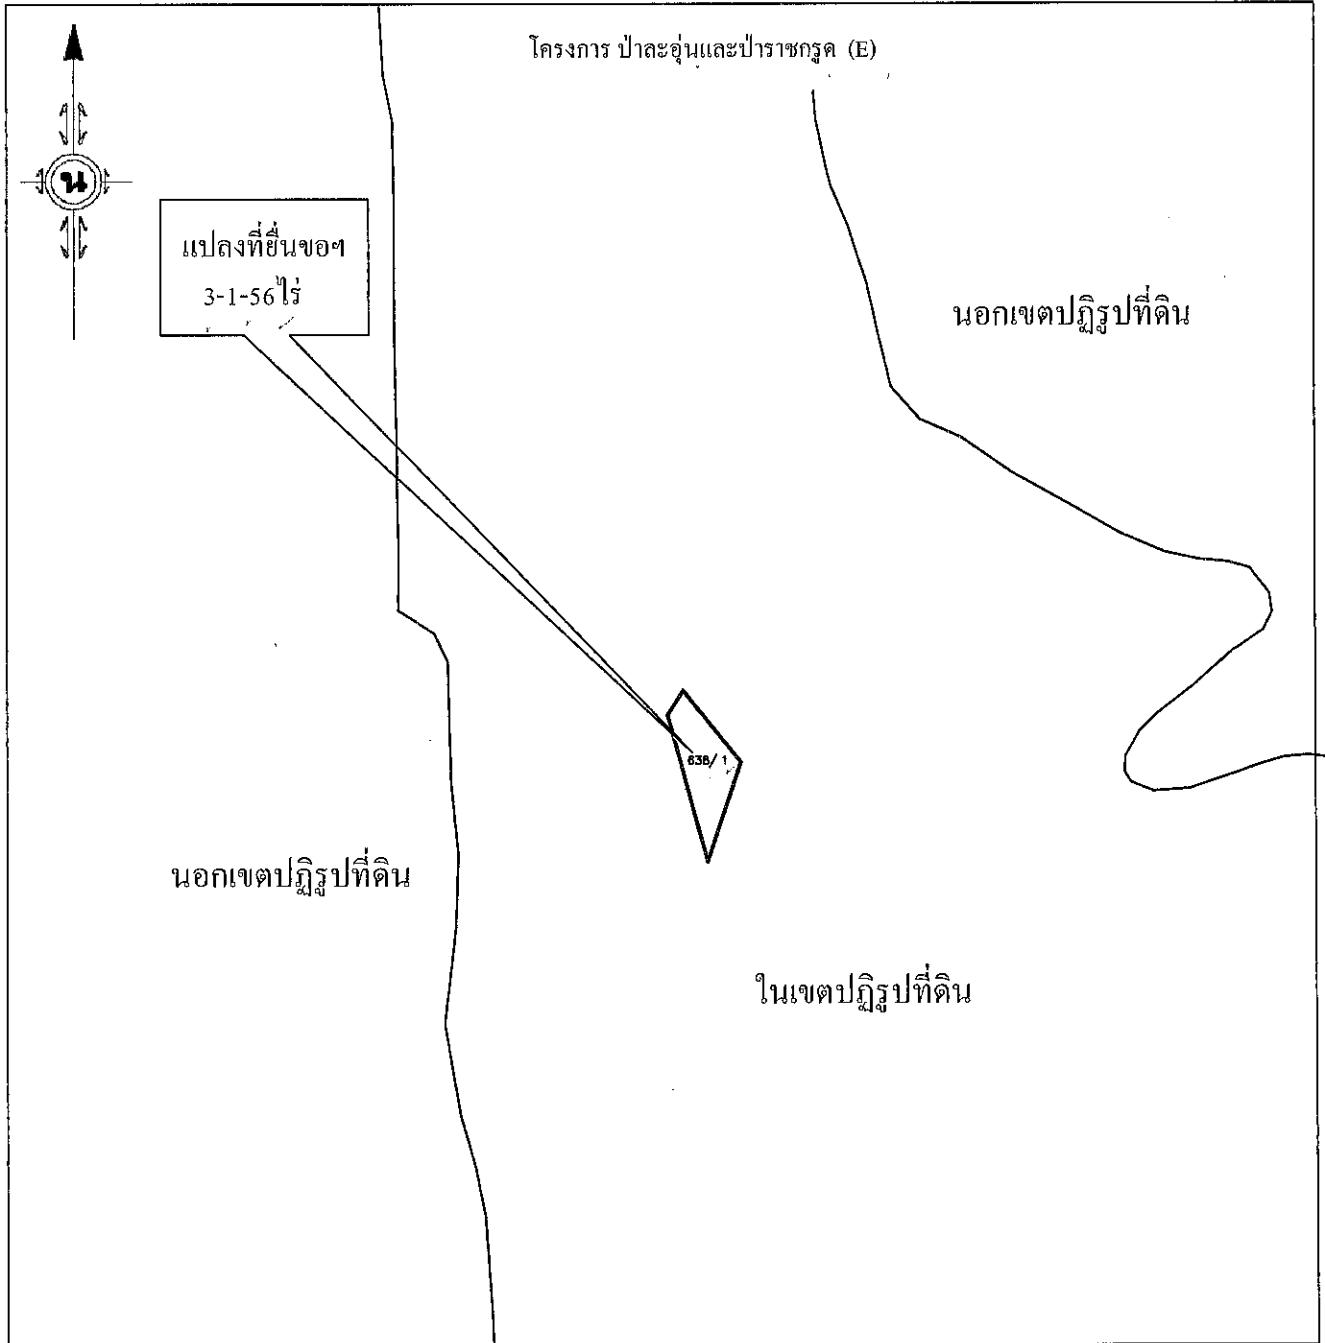 โครงการ ป่าละอุ่นและป่าราชกรูด (E)
น
แปลงที่ยื่นขอฯ
3-1-56 ไร่
นอกเขตปฏิรูปที่ดิน
638/ 1
นอกเขตปฏิรูปที่ดิน
ในเขตปฏิรูปที่ดิน